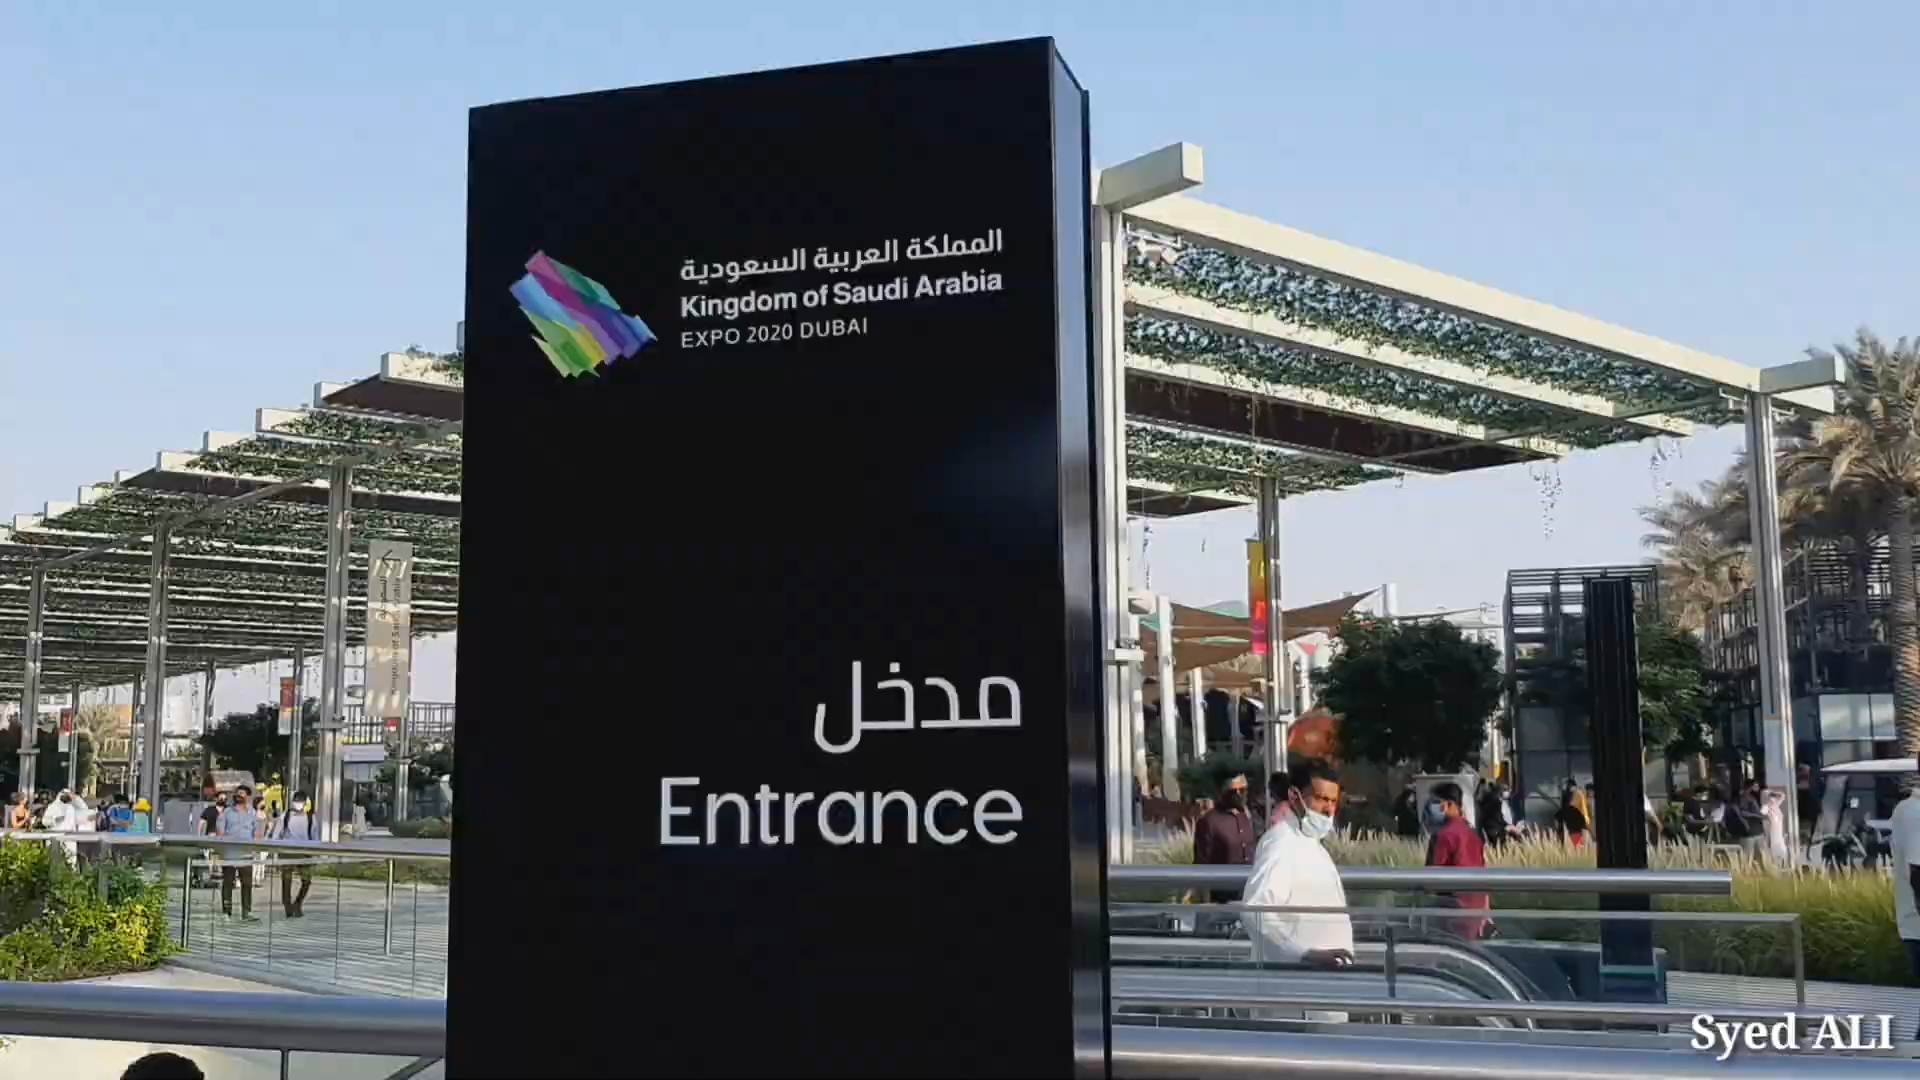 المملكة العربية السعودية
Kingdom of Saudi Arabia
EXPO 2020 DUBAI
مدخل
Entrance
Syed ALI